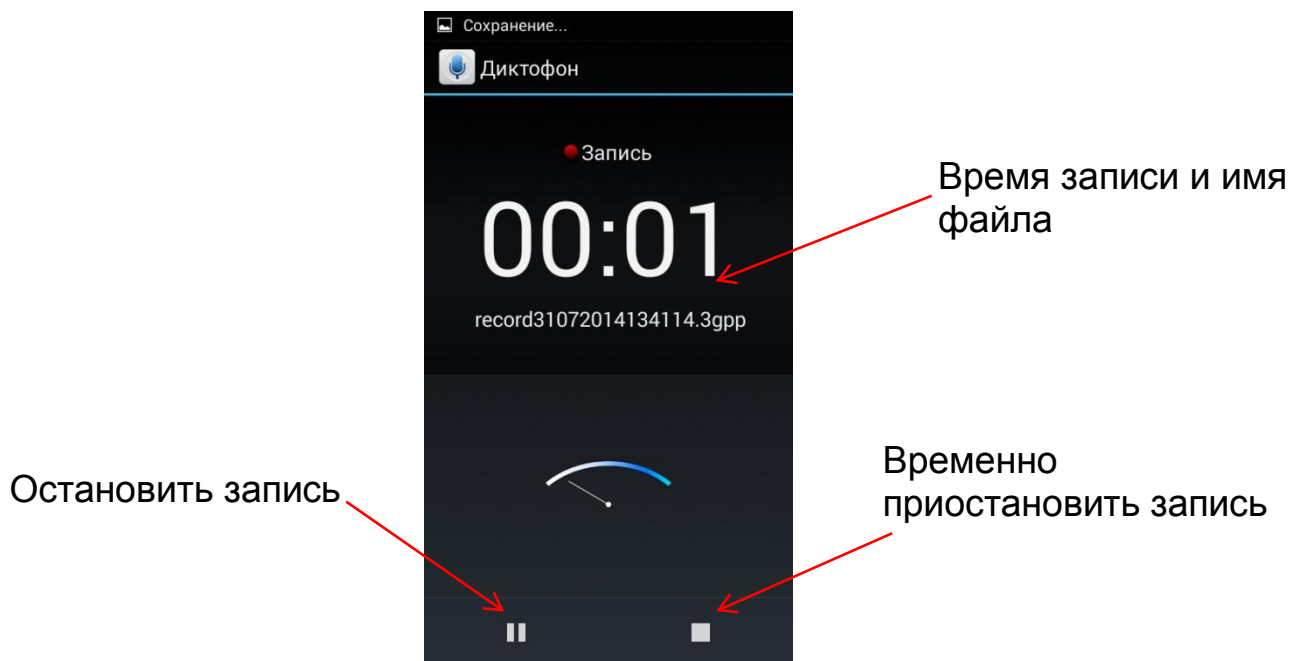 Сохранение...
Диктофон
Запись
00:01
record31072014134114.3gpp
Время записи и имя
файла
Остановить запись
Временно
приостановить запись